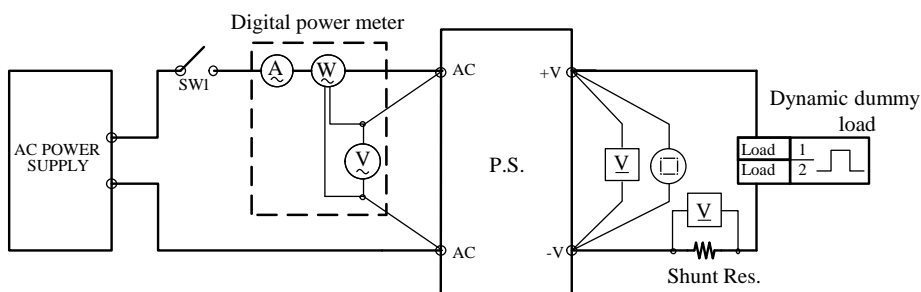 Digital power meter
SW1
A
W
V
AC
AC
AC POWER
SUPPLY
P.S.
+V
-V
V
V
Dynamic dummy
load
Load 1
Load 2
Shunt Res.